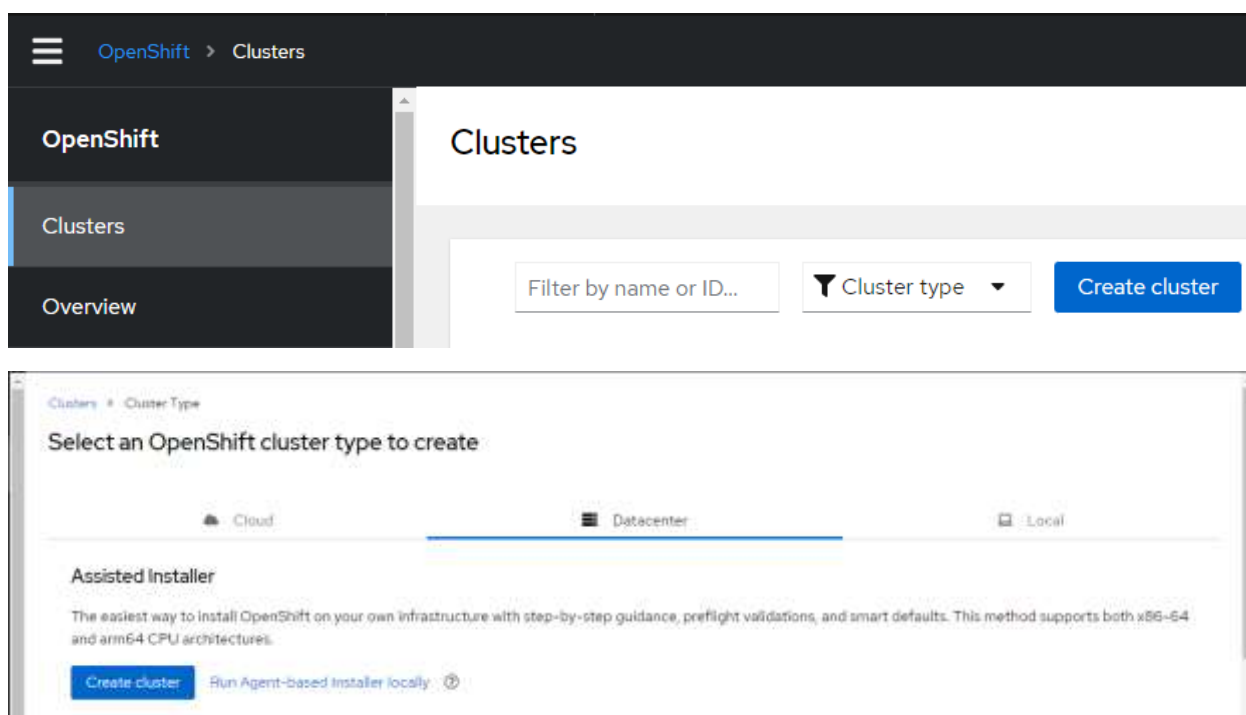 OpenShift > Clusters
OpenShift
Clusters
Clusters
Overview
Filter by name or ID...
Cluster type
Create cluster
Clusters > Cluster Type
Select an OpenShift cluster type to create
Cloud
Datacenter
Local
Assisted Installer
The easiest way to install OpenShift on your own infrastructure with step-by-step guidance, preflight validations, and smart defaults. This method supports both x86-64
and arm64 CPU architectures.
Create cluster
Run Agent-based Installer locally